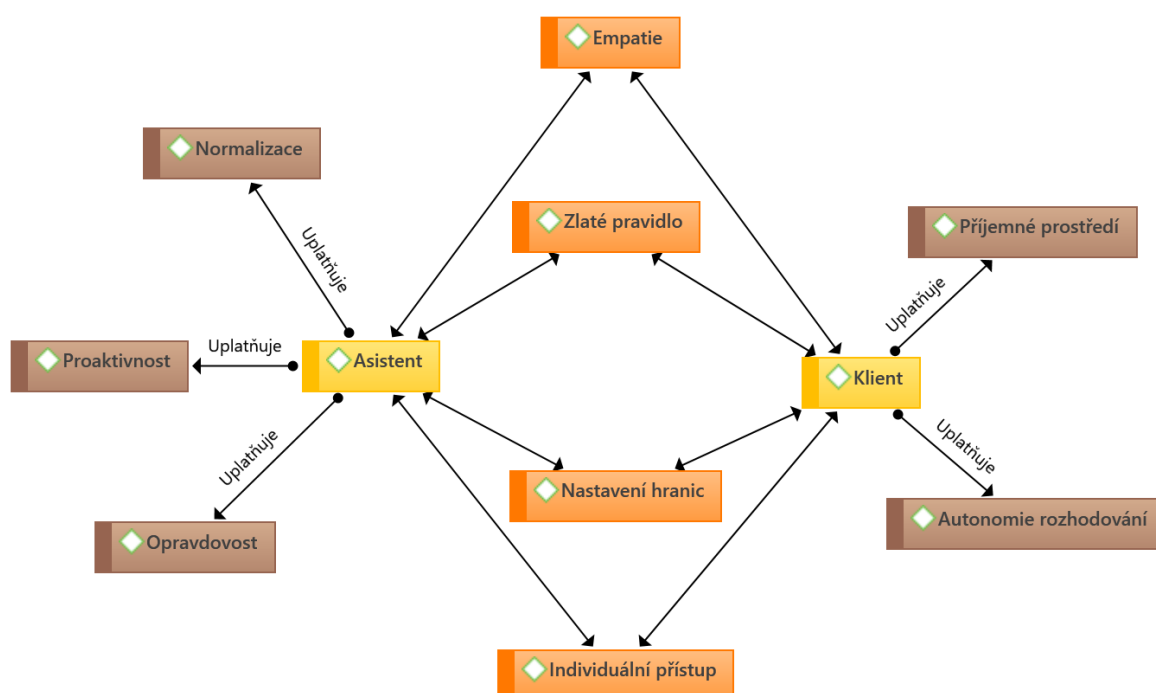 Empatie
Normalizace
Zlaté pravidlo
Příjemné prostředí
Uplatňuje
Uplatňuje
Proaktivnost
Uplatňuje
Asistent
Klient
Uplatňuje
Uplatňuje
Nastavení hranic
Autonomie rozhodování
Opravdovost
Individuální přístup